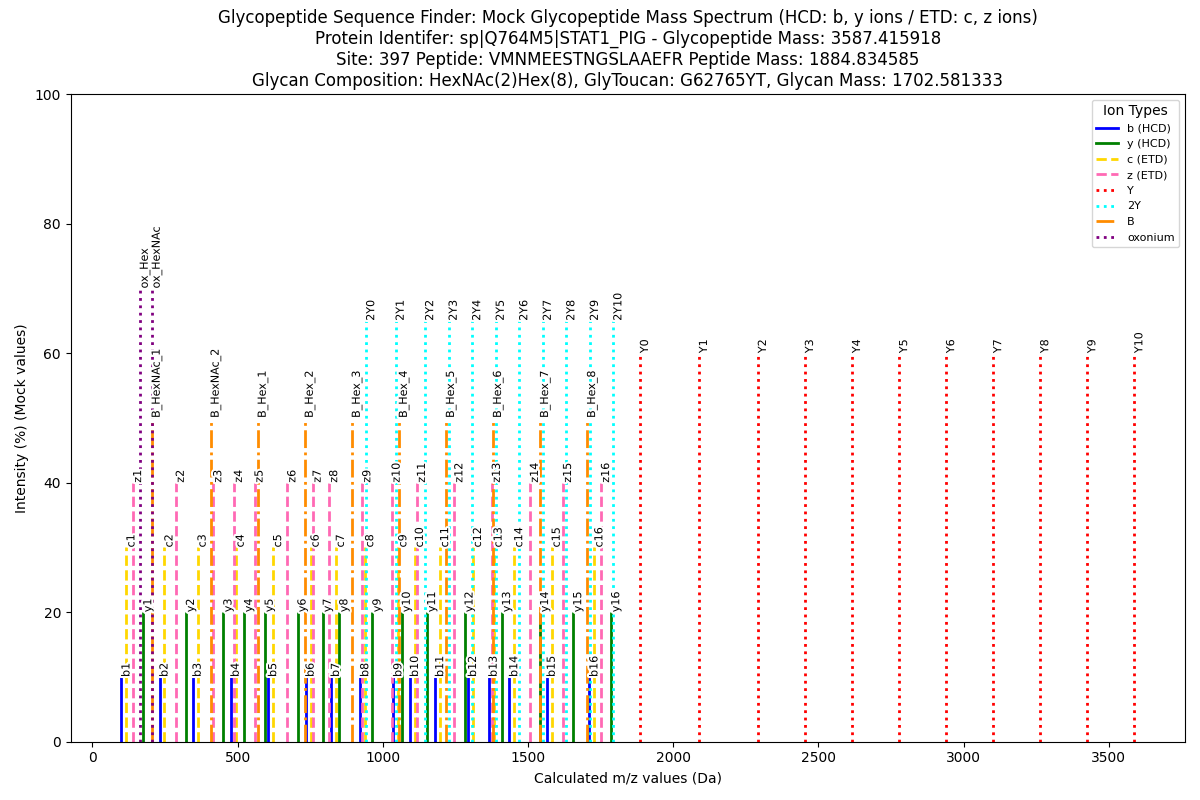 Glycopeptide Sequence Finder: Mock Glycopeptide Mass Spectrum (HCD: b, y ions / ETD: c, z ions)
Protein Identifer: sp|Q764M5|STAT1_PIG - Glycopeptide Mass: 3587.415918
Site: 397 Peptide: VMNMEESTNGSLAAEFR Peptide Mass: 1884.834585
Glycan Composition: HexNAc(2)Hex(8), GlyToucan: G62765YT, Glycan Mass: 1702.581333
Ion Types
b (HCD)
y (HCD)
c (ETD)
z (ETD)
Y
2Y
B
oxonium
ox_Hex ox_HexNAc
2Y0 2Y1 2Y2 2Y3 2Y4 2Y5 2Y6 2Y7 2Y8 2Y9 2Y10
Y0 Y1 Y2 Y3 Y4 Y5 Y6 Y7 Y8 Y9 Y10
B_HexNAc_1 B_HexNAc_2 B_Hex_1 B_Hex_2 B_Hex_3 B_Hex_4 B_Hex_5 B_Hex_6 B_Hex_7 B_Hex_8
z1 z2 z3 z4 z5 z6 z7 z8 z9 z10 z11 z12 z13 z14 z15 z16
c1 c2 c3 c4 c5 c6 c7 c8 c9 c10 c11 c12 c13 c14 c15 c16
y1 y2 y3 y4 y5 y6 y7 y8 y9 y10 y11 y12 y13 y14 y15 y16
b1 b2 b3 b4 b5 b6 b7 b8 b9 b10 b11 b12 b13 b14 b15 b16
100
80
60
40
20
0
Intensity (%) (Mock values)
0 500 1000 1500 2000 2500 3000 3500
Calculated m/z values (Da)